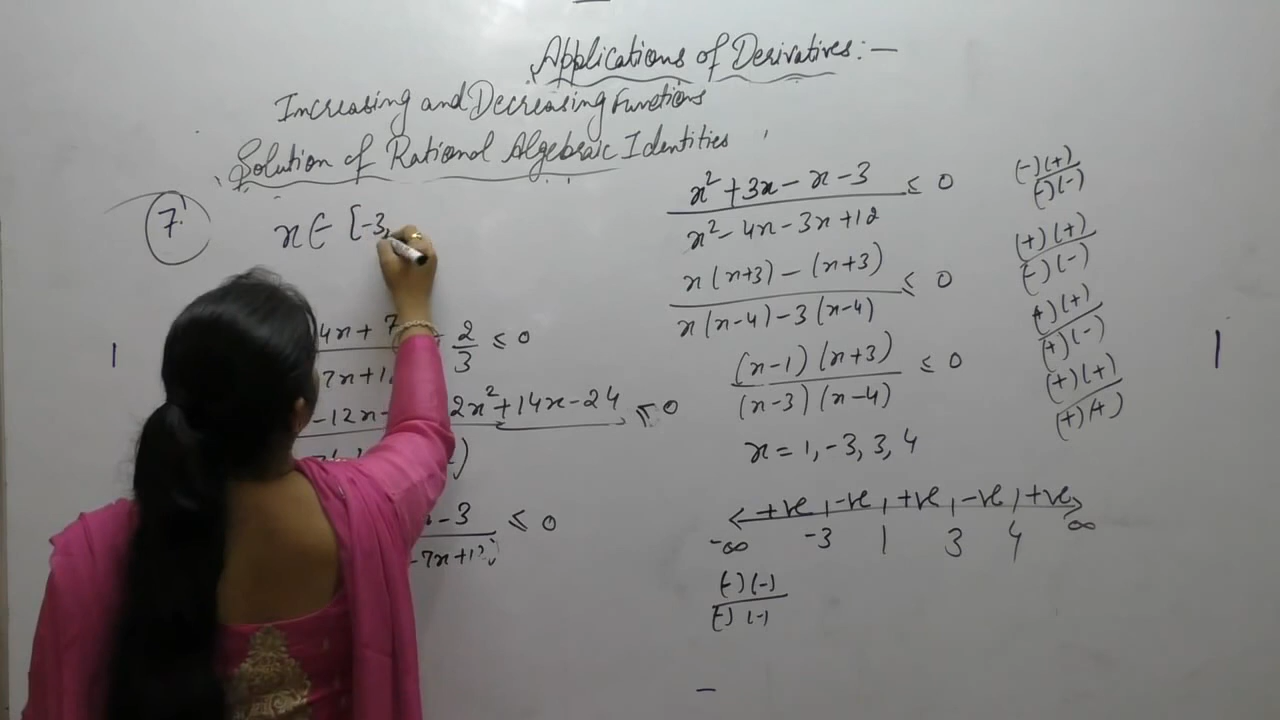 Applications of Derivatives:-
Increasing and Decreasing Functions
Solution of Rational Algebraic Identities
7.
x ∈ [-3,
4x+7
2/3 ≤ 0
7x+1
-12x- 2x²+14x-24 ≤ 0
-3 ≤ 0
-7x+12
x²+3x-x-3 / x²-4x-3x+12 ≤ 0
x(x+3)-(x+3) / x(x-4)-3(x-4) ≤ 0
(x-1)(x+3) / (x-3)(x-4) ≤ 0
x = 1, -3, 3, 4
+ve -ve +ve -ve +ve
-∞ -3 1 3 4 ∞
(-)(-) / (-)(-)
(-)(+) / (-)(-)
(+)(+) / (-)(-)
(+)(+) / (+)(-)
(+)(+) / (+)(+)